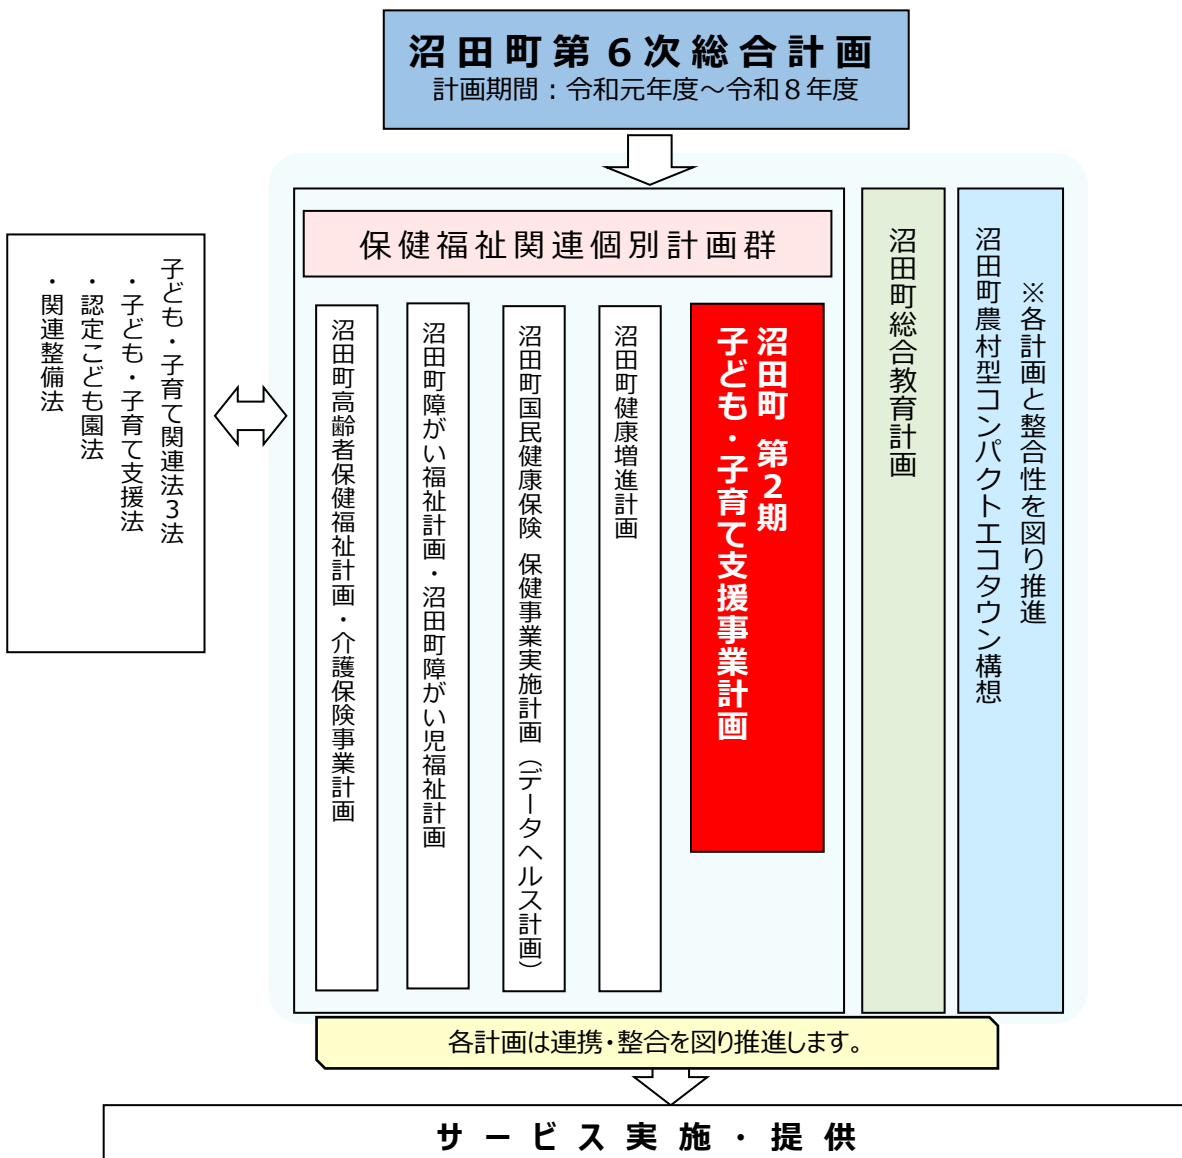 沼田町第6次総合計画
計画期間：令和元年度～令和８年度
保健福祉関連個別計画群
子ども・子育て関連法3法
・子ども・子育て支援法
・認定こども園法
・関連整備法
沼田町 第2期
子ども・子育て支援事業計画
沼田町健康増進計画
沼田町国民健康保険 保健事業実施計画（データヘルス計画）
沼田町障がい福祉計画・沼田町障がい児福祉計画
沼田町高齢者保健福祉計画・介護保険事業計画
沼田町総合教育計画
※各計画と整合性を図り推進
沼田町農村型コンパクトエコタウン構想
各計画は連携・整合を図り推進します。
サービス実施・提供